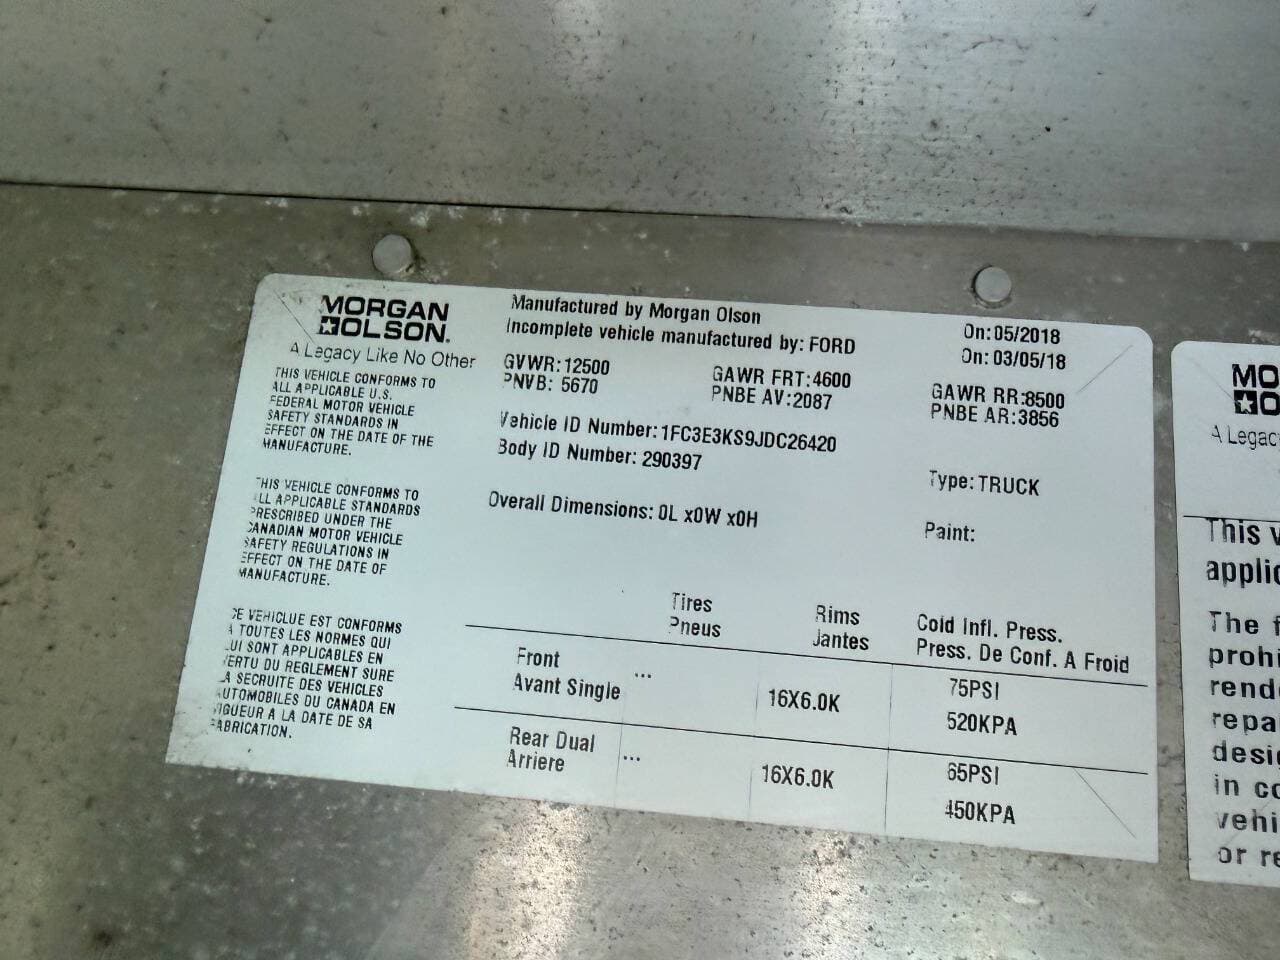 MORGAN
OLSON.
A Legacy Like No Other
THIS VEHICLE CONFORMS TO
ALL APPLICABLE U.S.
FEDERAL MOTOR VEHICLE
SAFETY STANDARDS IN
EFFECT ON THE DATE OF THE
MANUFACTURE.
THIS VEHICLE CONFORMS TO
ALL APPLICABLE STANDARDS
PRESCRIBED UNDER THE
CANADIAN MOTOR VEHICLE
SAFETY REGULATIONS IN
EFFECT ON THE DATE OF
MANUFACTURE.
CE VEHICLUE EST CONFORMS
A TOUTES LES NORMES QUI
LUI SONT APPLICABLES EN
VERTU DU REGLEMENT SURE
LA SECRUITE DES VEHICLES
AUTOMOBILES DU CANADA EN
VIGUEUR A LA DATE DE SA
FABRICATION.
Manufactured by Morgan Olson On: 05/2018
Incomplete vehicle manufactured by: FORD On: 03/05/18
GVWR: 12500 GAWR FRT:4600 GAWR RR:8500
PNVB: 5670 PNBE AV:2087 PNBE AR:3856
Vehicle ID Number: 1FC3E3KS9JDC26420
Body ID Number: 290397 Type: TRUCK
Overall Dimensions: 0L x0W x0H Paint:
Tires Rims Cold Infl. Press.
Pneus Jantes Press. De Conf. A Froid
Front ... 16X6.0K 75PSI
Avant Single 520KPA
Rear Dual ... 16X6.0K 65PSI
Arriere 450KPA
MO
O
A Legac
This v
applic
The f
prohi
rend
repa
desi
in co
vehi
or re